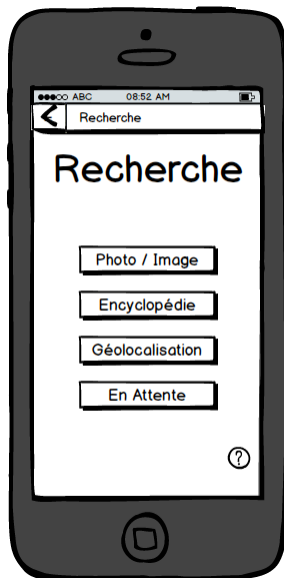 ABC 08:52 AM
Recherche
Recherche
Photo / Image
Encyclopédie
Géolocalisation
En Attente
?